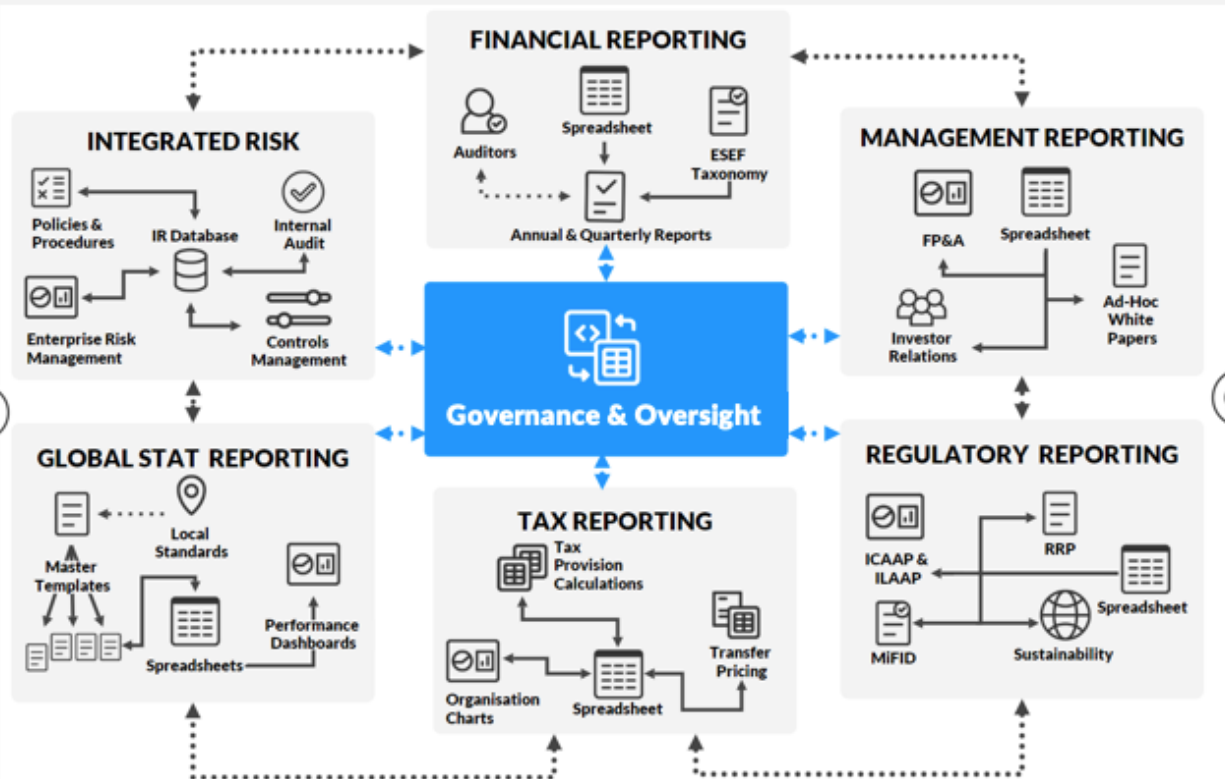 FINANCIAL REPORTING
Spreadsheet
Auditors
ESEF
Taxonomy
Annual & Quarterly Reports
INTEGRATED RISK
Policies &
Procedures
IR Database
Internal
Audit
Enterprise Risk
Management
Controls
Management
MANAGEMENT REPORTING
FP&A
Spreadsheet
Investor
Relations
Ad-Hoc
White
Papers
Governance & Oversight
GLOBAL STAT REPORTING
Local
Standards
Master
Templates
Performance
Dashboards
Spreadsheets
TAX REPORTING
Tax
Provision
Calculations
Transfer
Pricing
Organisation
Charts
Spreadsheet
REGULATORY REPORTING
ICAAP &
ILAAP
RRP
Spreadsheet
MiFID
Sustainability